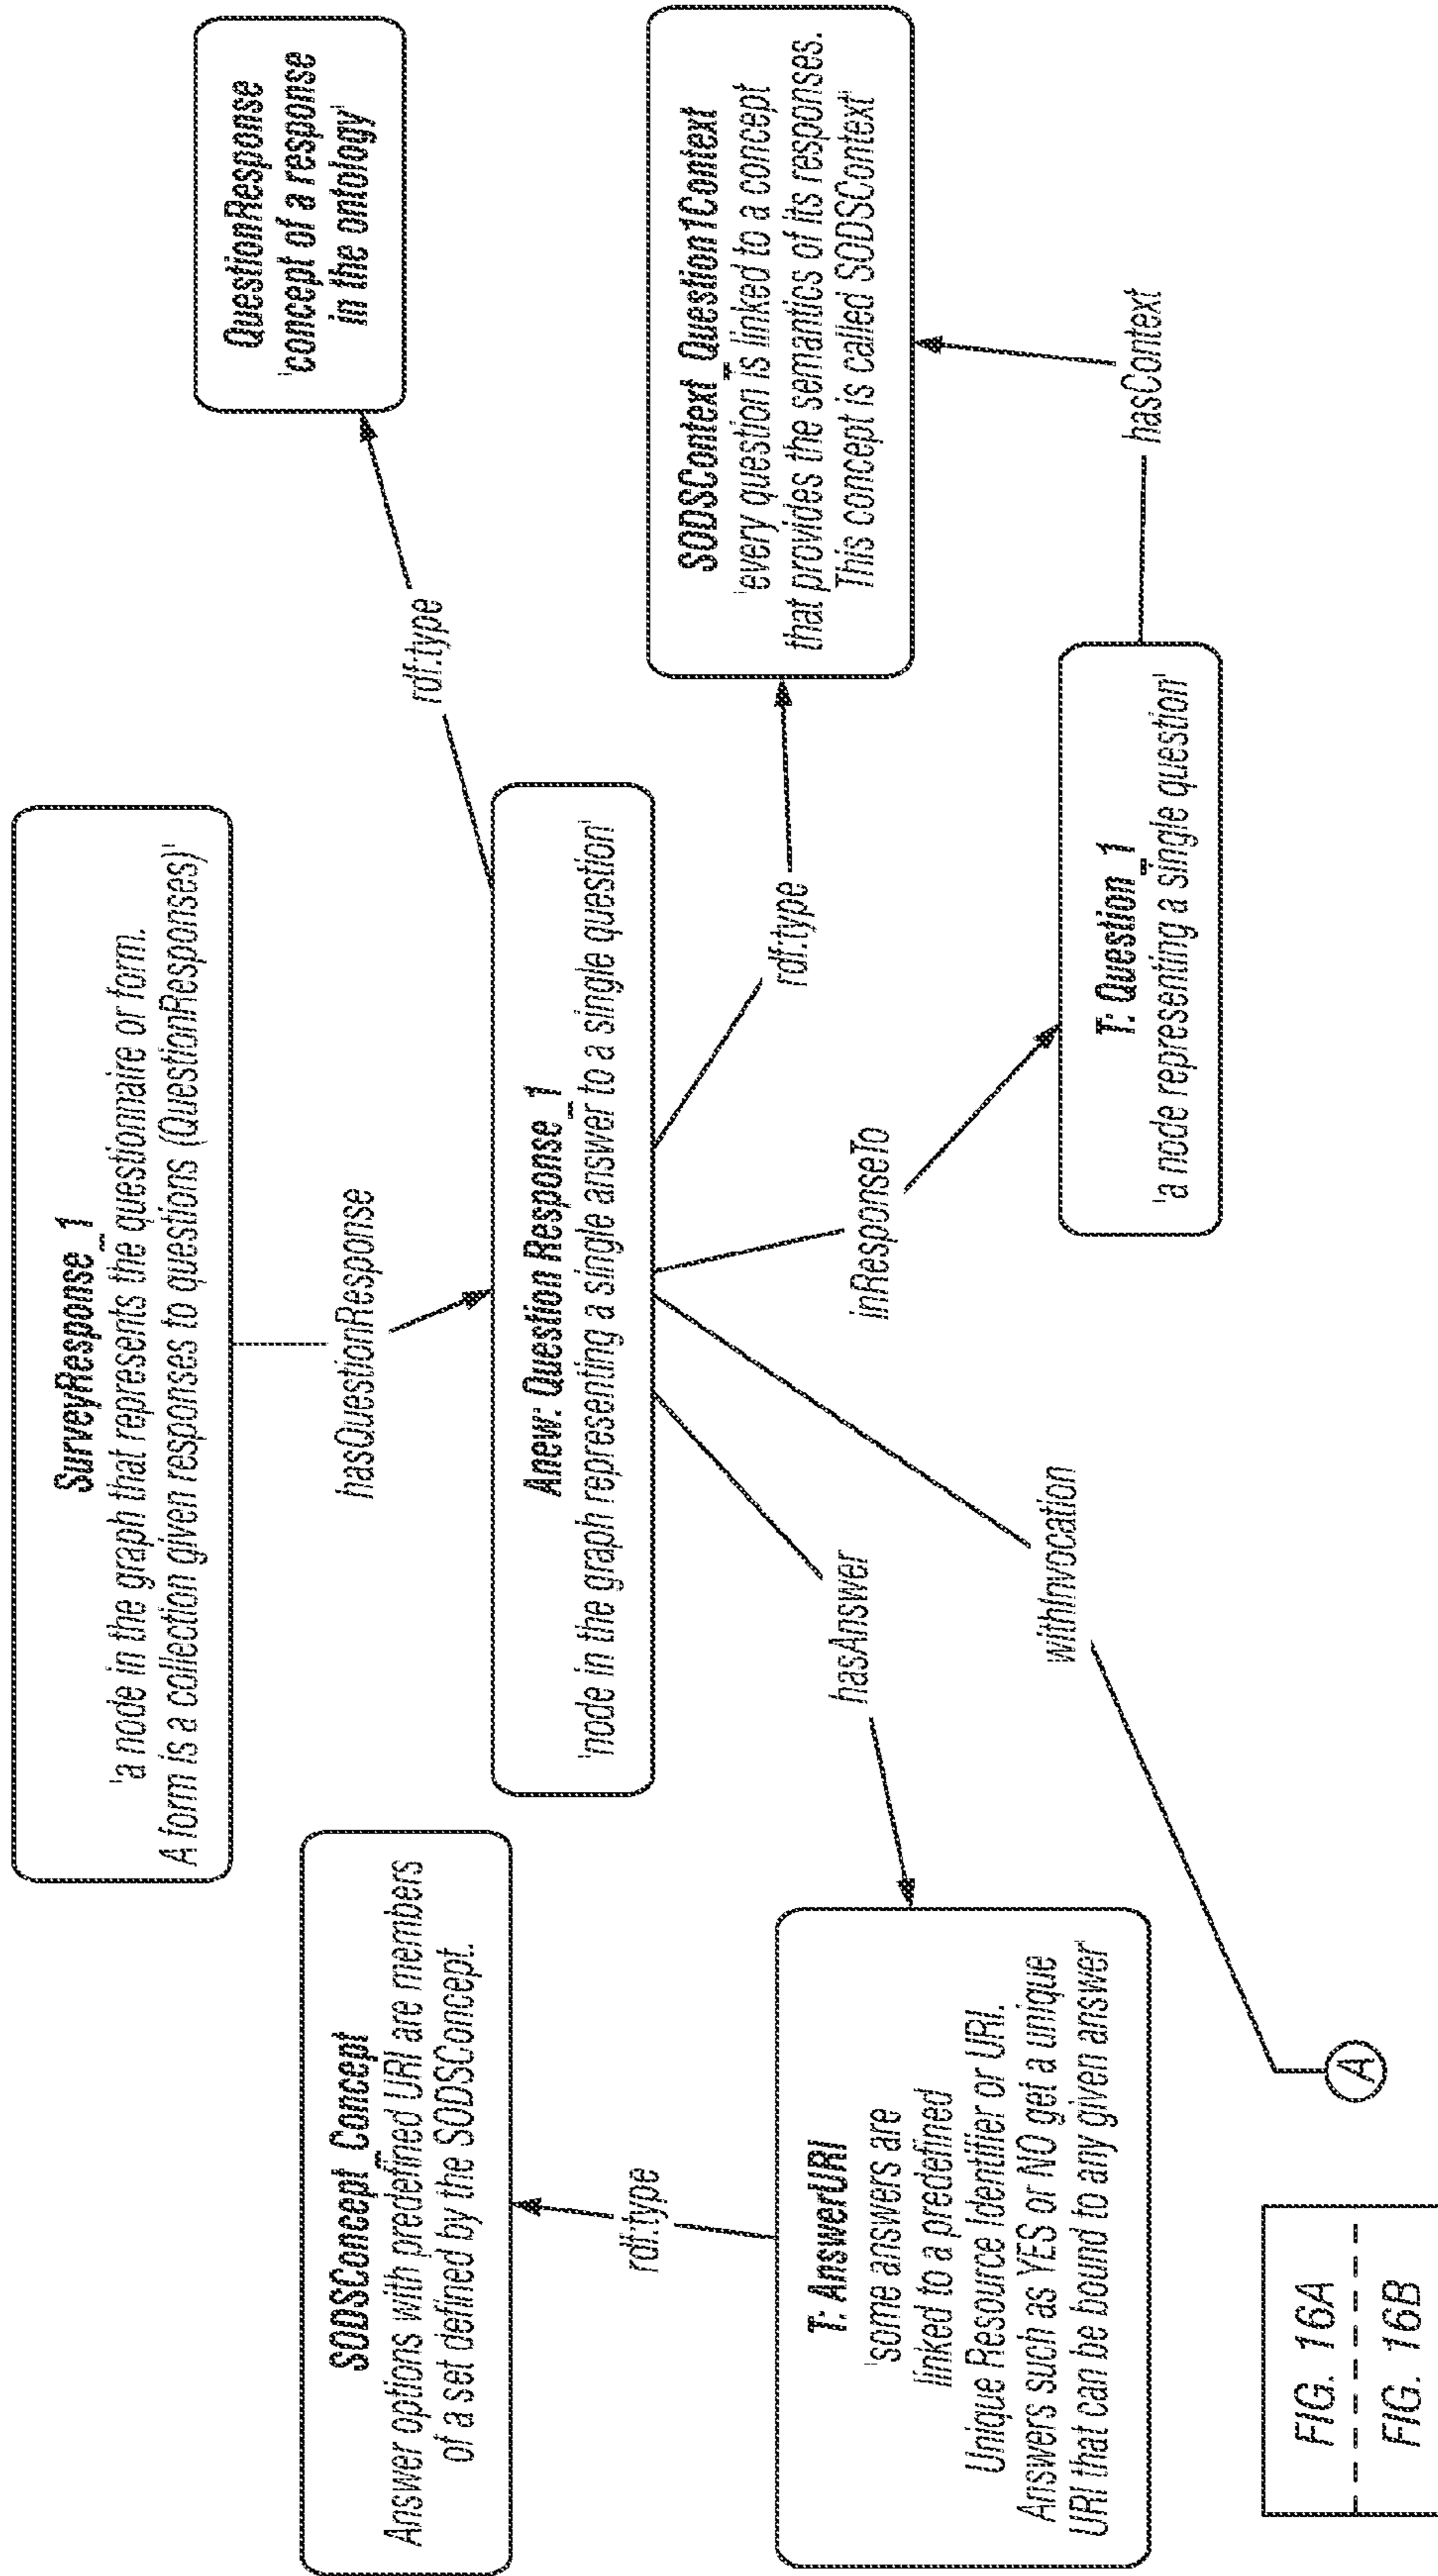 SurveyResponse_1
'a node in the graph that represents the questionnaire or form.
A form is a collection given responses to questions (QuestionResponses)'
hasQuestionResponse
QuestionResponse
'concept of a response
in the ontology'
rdf:type
SODSConcept_Concept
Answer options with predefined URI are members
of a set defined by the SODSConcept.
Anew: Question Response_1
'node in the graph representing a single answer to a single question'
rdf:type
rdf:type
SODSContext_Question1Context
'every question is linked to a concept
that provides the semantics of its responses.
This concept is called SODSContext'
T: AnswerURI
'some answers are
linked to a predefined
Unique Resource Identifier or URI.
Answers such as YES or NO get a unique
URI that can be bound to any given answer'
hasAnswer
inResponseTo
withInvocation
T: Question_1
'a node representing a single question'
hasContext
A
FIG. 16A
FIG. 16B